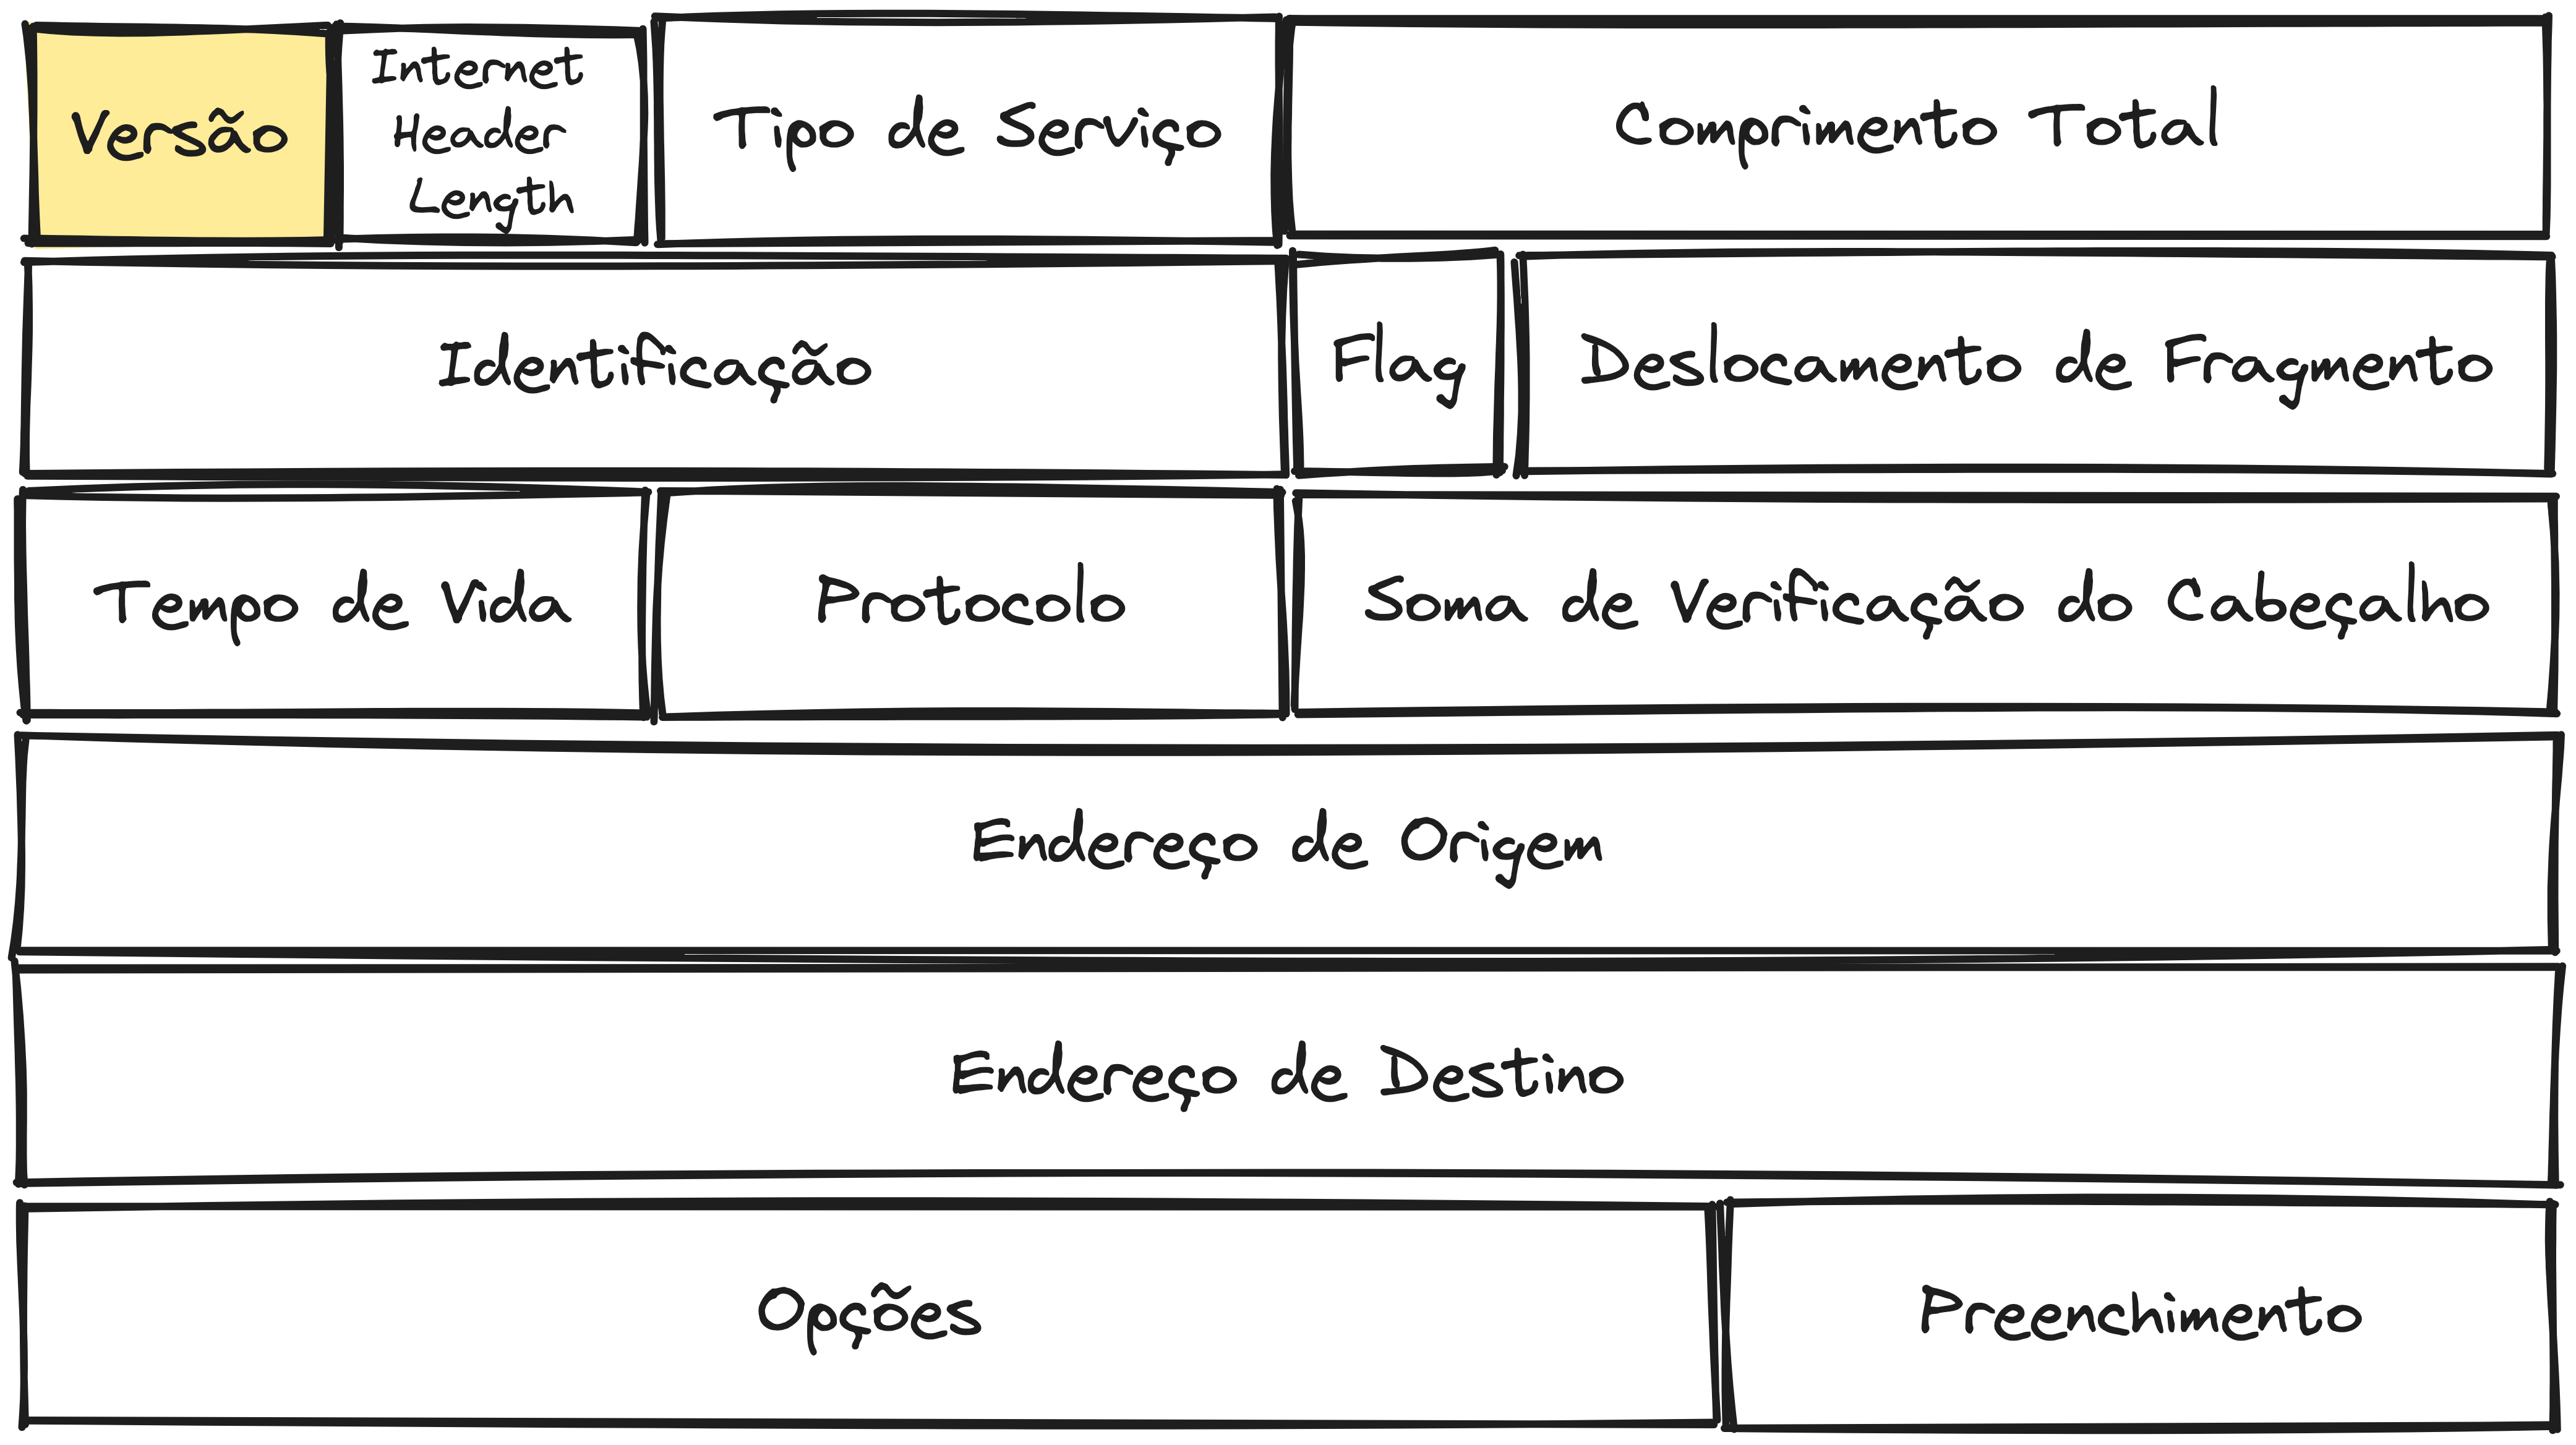 Versão
Internet
Header
Length
Tipo de Serviço
Comprimento Total
Identificação
Flag
Deslocamento de Fragmento
Tempo de Vida
Protocolo
Soma de Verificação do Cabeçalho
Endereço de Origem
Endereço de Destino
Opções
Preenchimento